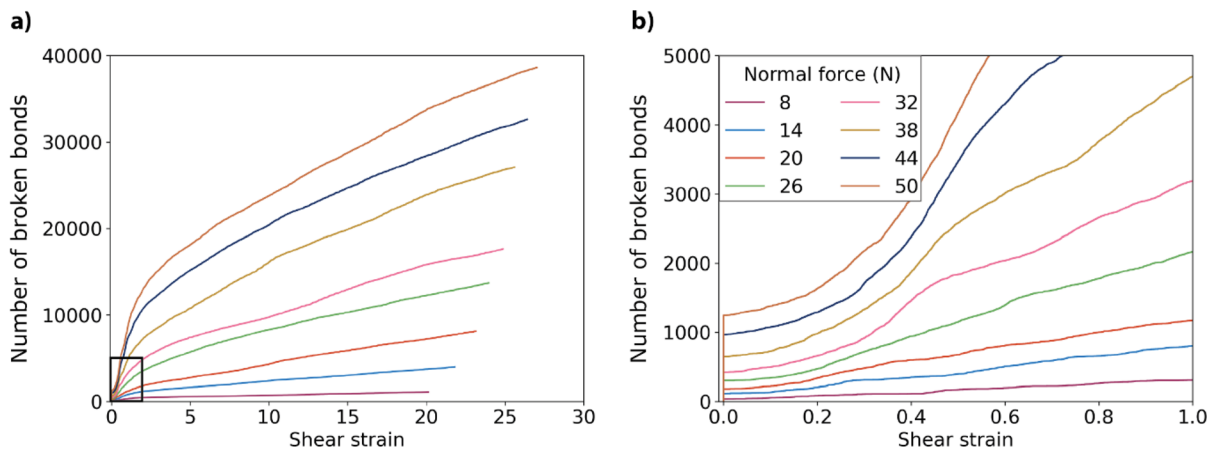 a)
40000
30000
20000
10000
0
Number of broken bonds
0 5 10 15 20 25 30
Shear strain
b)
5000
4000
3000
2000
1000
0
Number of broken bonds
Normal force (N)
8 32
14 38
20 44
26 50
0.0 0.2 0.4 0.6 0.8 1.0
Shear strain